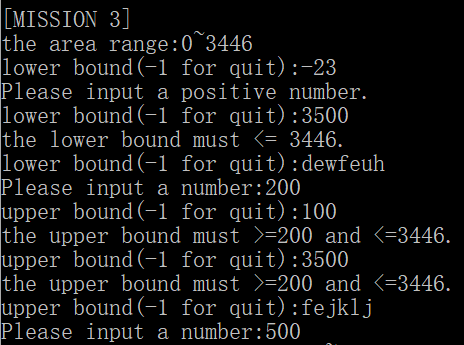 [MISSION 3]
the area range:0~3446
lower bound(-1 for quit):-23
Please input a positive number.
lower bound(-1 for quit):3500
the lower bound must <= 3446.
lower bound(-1 for quit):dewfeuh
Please input a number:200
upper bound(-1 for quit):100
the upper bound must >=200 and <=3446.
upper bound(-1 for quit):3500
the upper bound must >=200 and <=3446.
upper bound(-1 for quit):fejklj
Please input a number:500